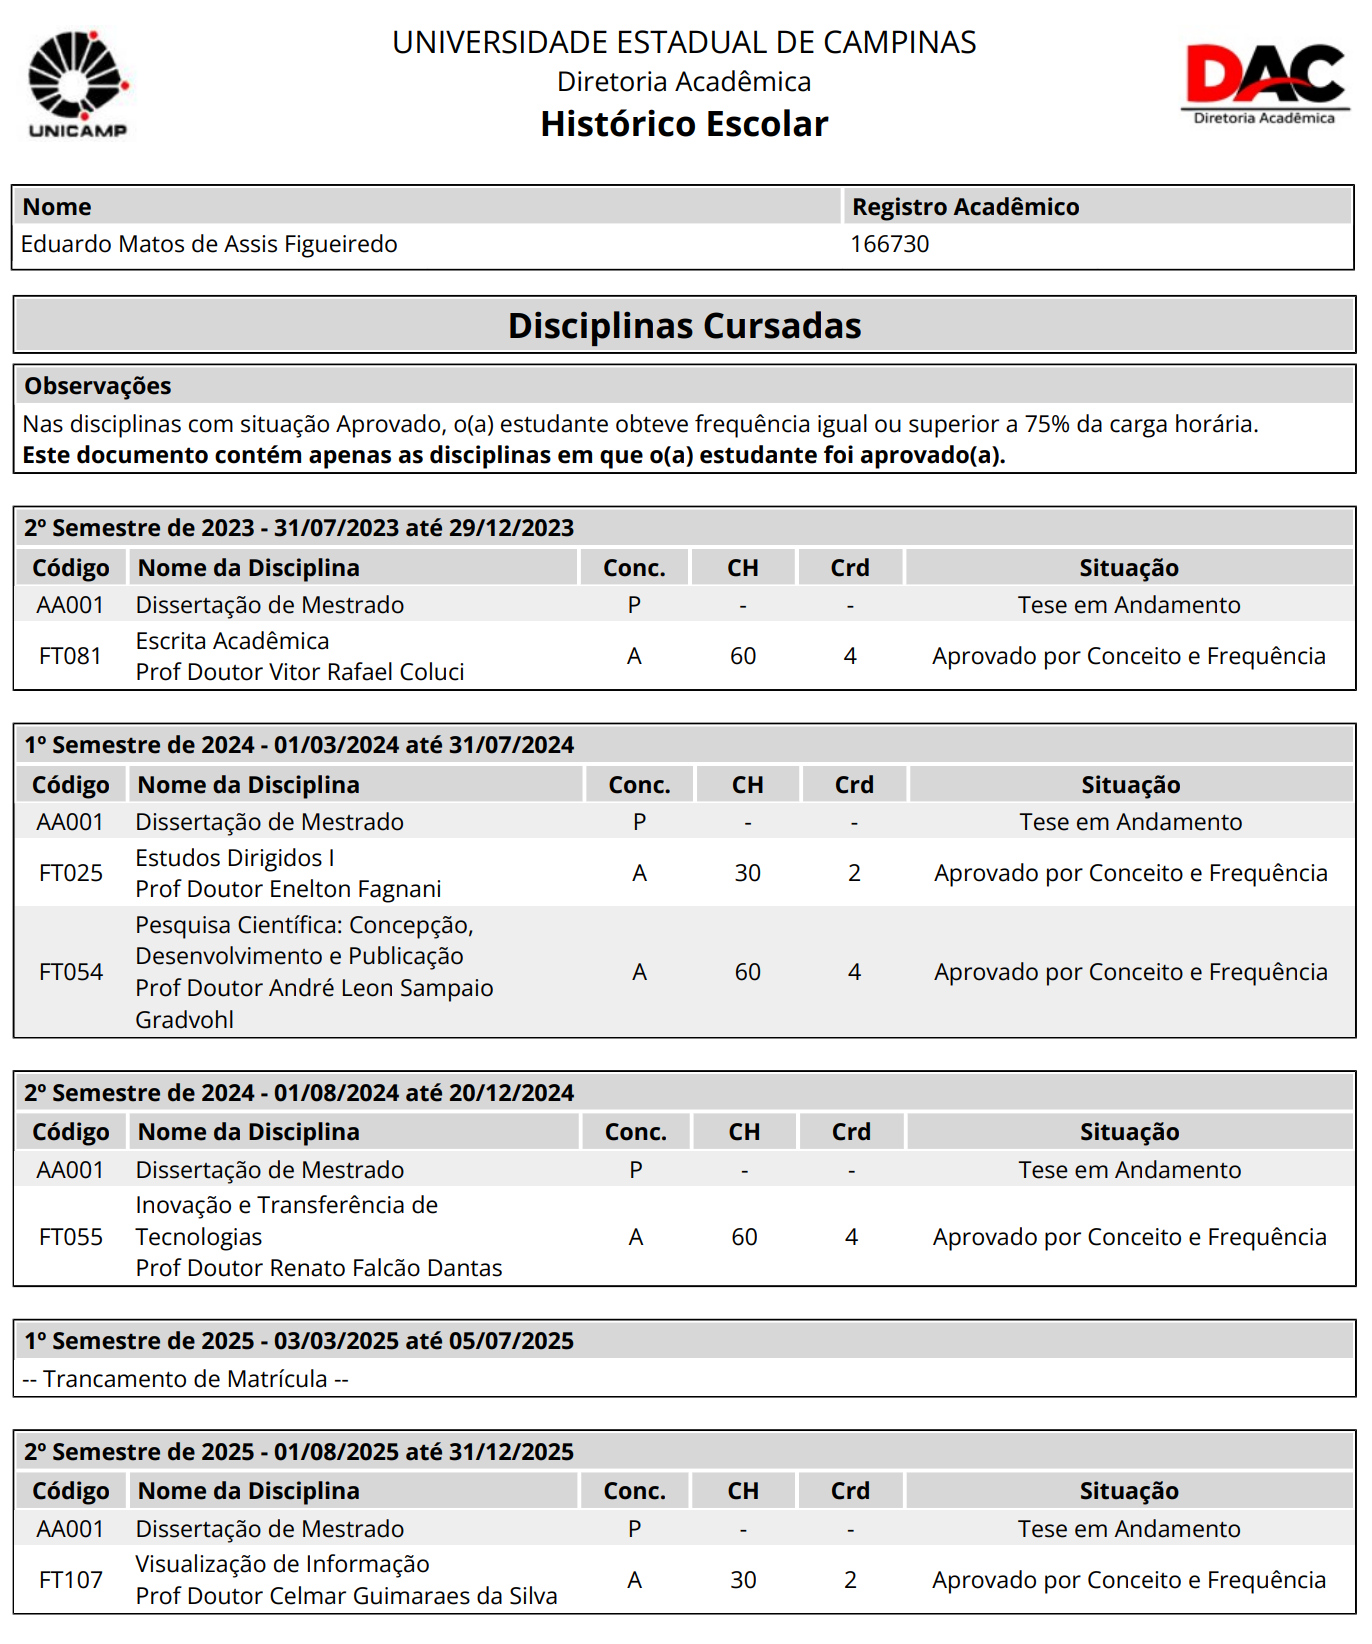 UNICAMP
UNIVERSIDADE ESTADUAL DE CAMPINAS
Diretoria Acadêmica
Histórico Escolar
DAC
Diretoria Acadêmica
Nome Registro Acadêmico
Eduardo Matos de Assis Figueiredo 166730
Disciplinas Cursadas
Observações
Nas disciplinas com situação Aprovado, o(a) estudante obteve frequência igual ou superior a 75% da carga horária.
Este documento contém apenas as disciplinas em que o(a) estudante foi aprovado(a).
2º Semestre de 2023 - 31/07/2023 até 29/12/2023
Código Nome da Disciplina Conc. CH Crd Situação
AA001 Dissertação de Mestrado P - - Tese em Andamento
Escrita Acadêmica
FT081 A 60 4 Aprovado por Conceito e Frequência
Prof Doutor Vitor Rafael Coluci
1º Semestre de 2024 - 01/03/2024 até 31/07/2024
Código Nome da Disciplina Conc. CH Crd Situação
AA001 Dissertação de Mestrado P - - Tese em Andamento
Estudos Dirigidos I
FT025 A 30 2 Aprovado por Conceito e Frequência
Prof Doutor Enelton Fagnani
Pesquisa Científica: Concepção,
Desenvolvimento e Publicação
FT054 A 60 4 Aprovado por Conceito e Frequência
Prof Doutor André Leon Sampaio
Gradvohl
2º Semestre de 2024 - 01/08/2024 até 20/12/2024
Código Nome da Disciplina Conc. CH Crd Situação
AA001 Dissertação de Mestrado P - - Tese em Andamento
Inovação e Transferência de
FT055 Tecnologias A 60 4 Aprovado por Conceito e Frequência
Prof Doutor Renato Falcão Dantas
1º Semestre de 2025 - 03/03/2025 até 05/07/2025
-- Trancamento de Matrícula --
2º Semestre de 2025 - 01/08/2025 até 31/12/2025
Código Nome da Disciplina Conc. CH Crd Situação
AA001 Dissertação de Mestrado P - - Tese em Andamento
Visualização de Informação
FT107 A 30 2 Aprovado por Conceito e Frequência
Prof Doutor Celmar Guimaraes da Silva